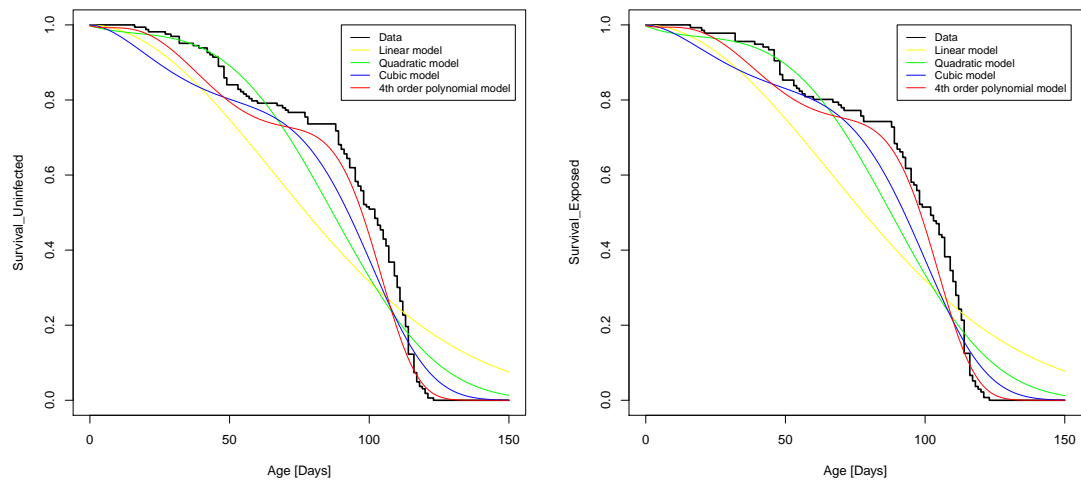 Survival_Uninfected
1.0
0.8
0.6
0.4
0.2
0.0
Data
Linear model
Quadratic model
Cubic model
4th order polynomial model
0
50
100
150
Age [Days]
Survival_Exposed
1.0
0.8
0.6
0.4
0.2
0.0
Data
Linear model
Quadratic model
Cubic model
4th order polynomial model
0
50
100
150
Age [Days]